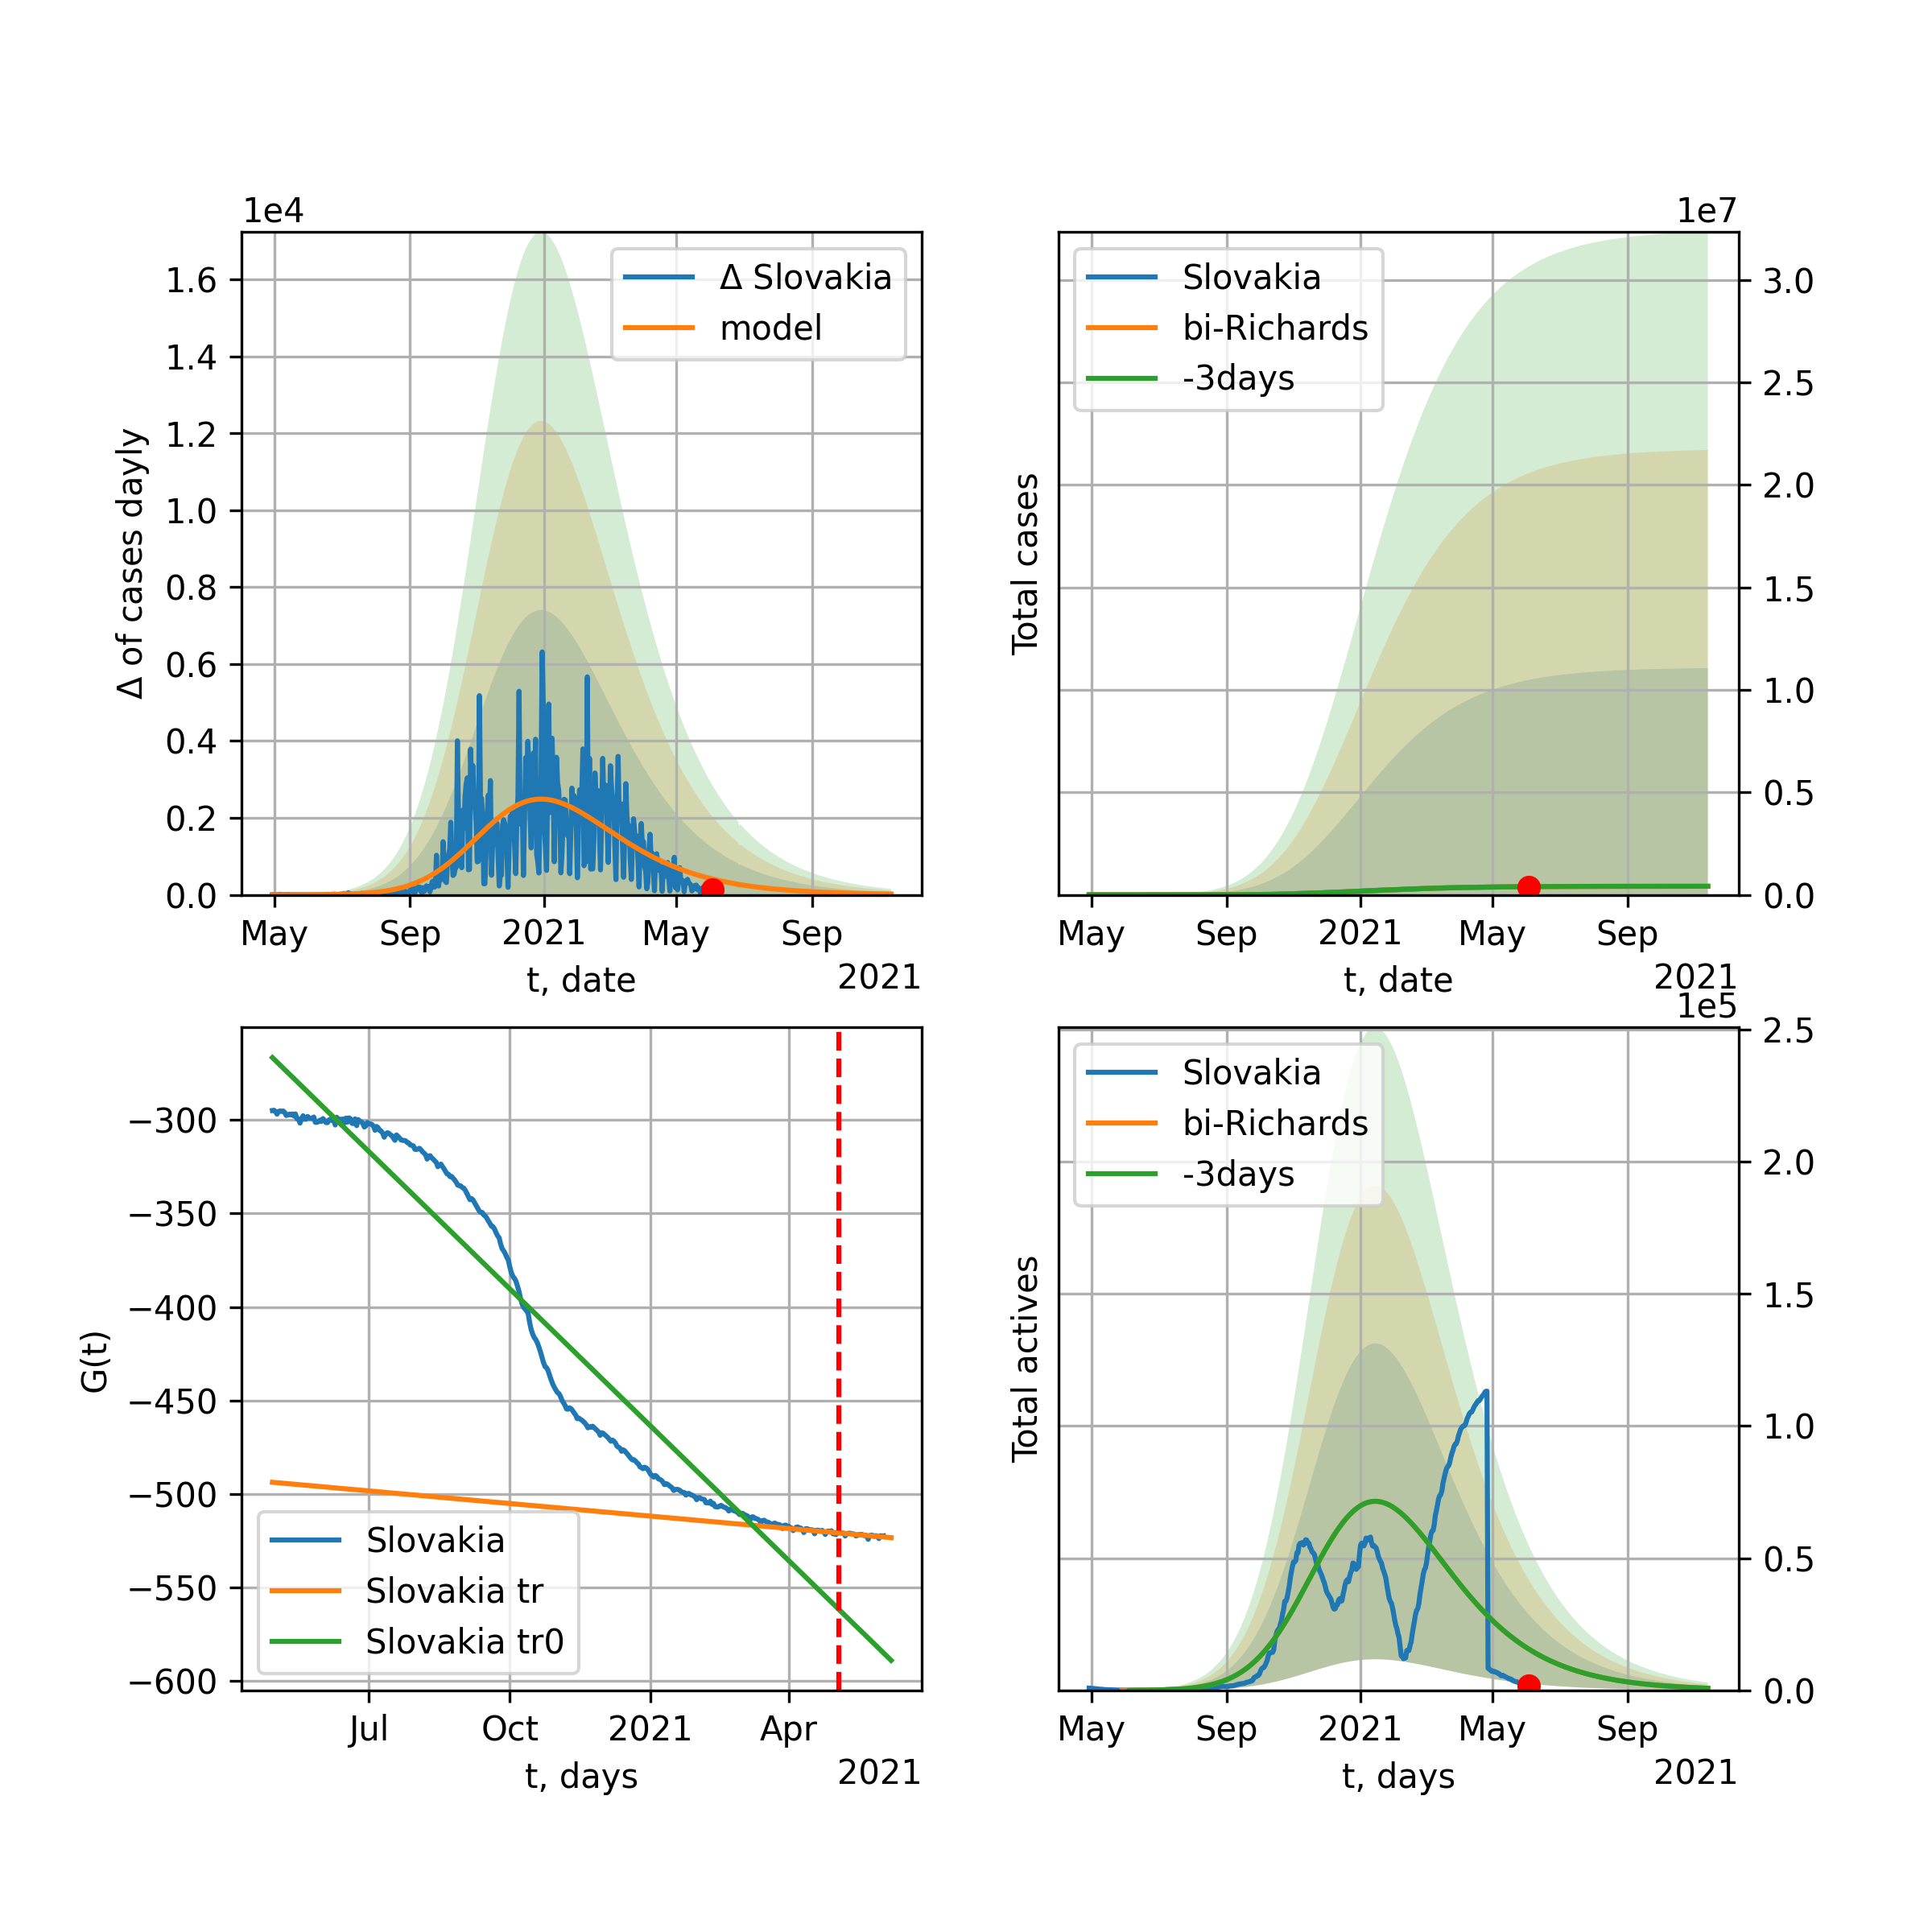 1e4
Δ of cases dayly
1.6
1.4
1.2
1.0
0.8
0.6
0.4
0.2
0.0
Δ Slovakia
model
May Sep 2021 May Sep
t, date
2021
1e7
Total cases
Slovakia
bi-Richards
-3days
3.0
2.5
2.0
1.5
1.0
0.5
0.0
May Sep 2021 May Sep
t, date
2021
G(t)
−300
−350
−400
−450
−500
−550
−600
Slovakia
Slovakia tr
Slovakia tr0
Jul Oct 2021 Apr
t, days
2021
1e5
Total actives
Slovakia
bi-Richards
-3days
2.5
2.0
1.5
1.0
0.5
0.0
May Sep 2021 May Sep
t, days
2021